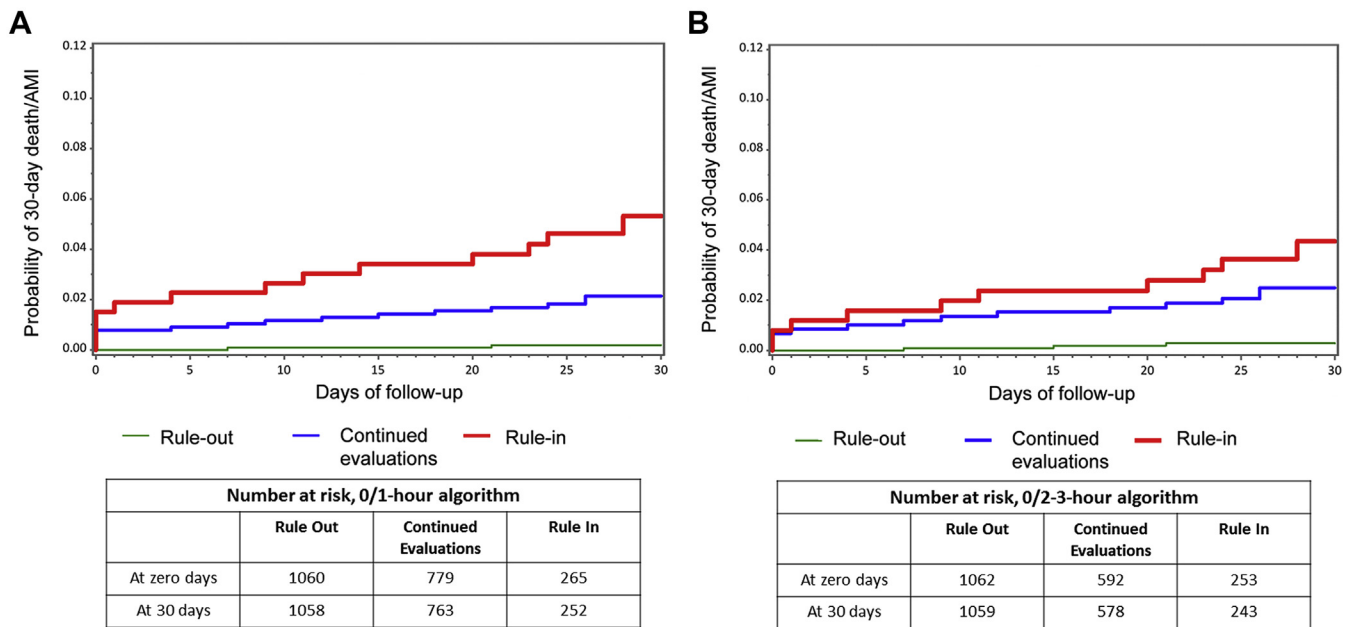 A
B
Probability of 30-day death/AMI
0.12
0.10
0.08
0.06
0.04
0.02
0.00
0 5 10 15 20 25 30
Days of follow-up
Rule-out
Continued
evaluations
Rule-in
Number at risk, 0/1-hour algorithm
Rule Out Continued Rule In
Evaluations
At zero days 1060 779 265
At 30 days 1058 763 252
Probability of 30-day death/AMI
0.12
0.10
0.08
0.06
0.04
0.02
0.00
0 5 10 15 20 25 30
Days of follow-up
Rule-out
Continued
evaluations
Rule-in
Number at risk, 0/2-3-hour algorithm
Rule Out Continued Rule In
Evaluations
At zero days 1062 592 253
At 30 days 1059 578 243